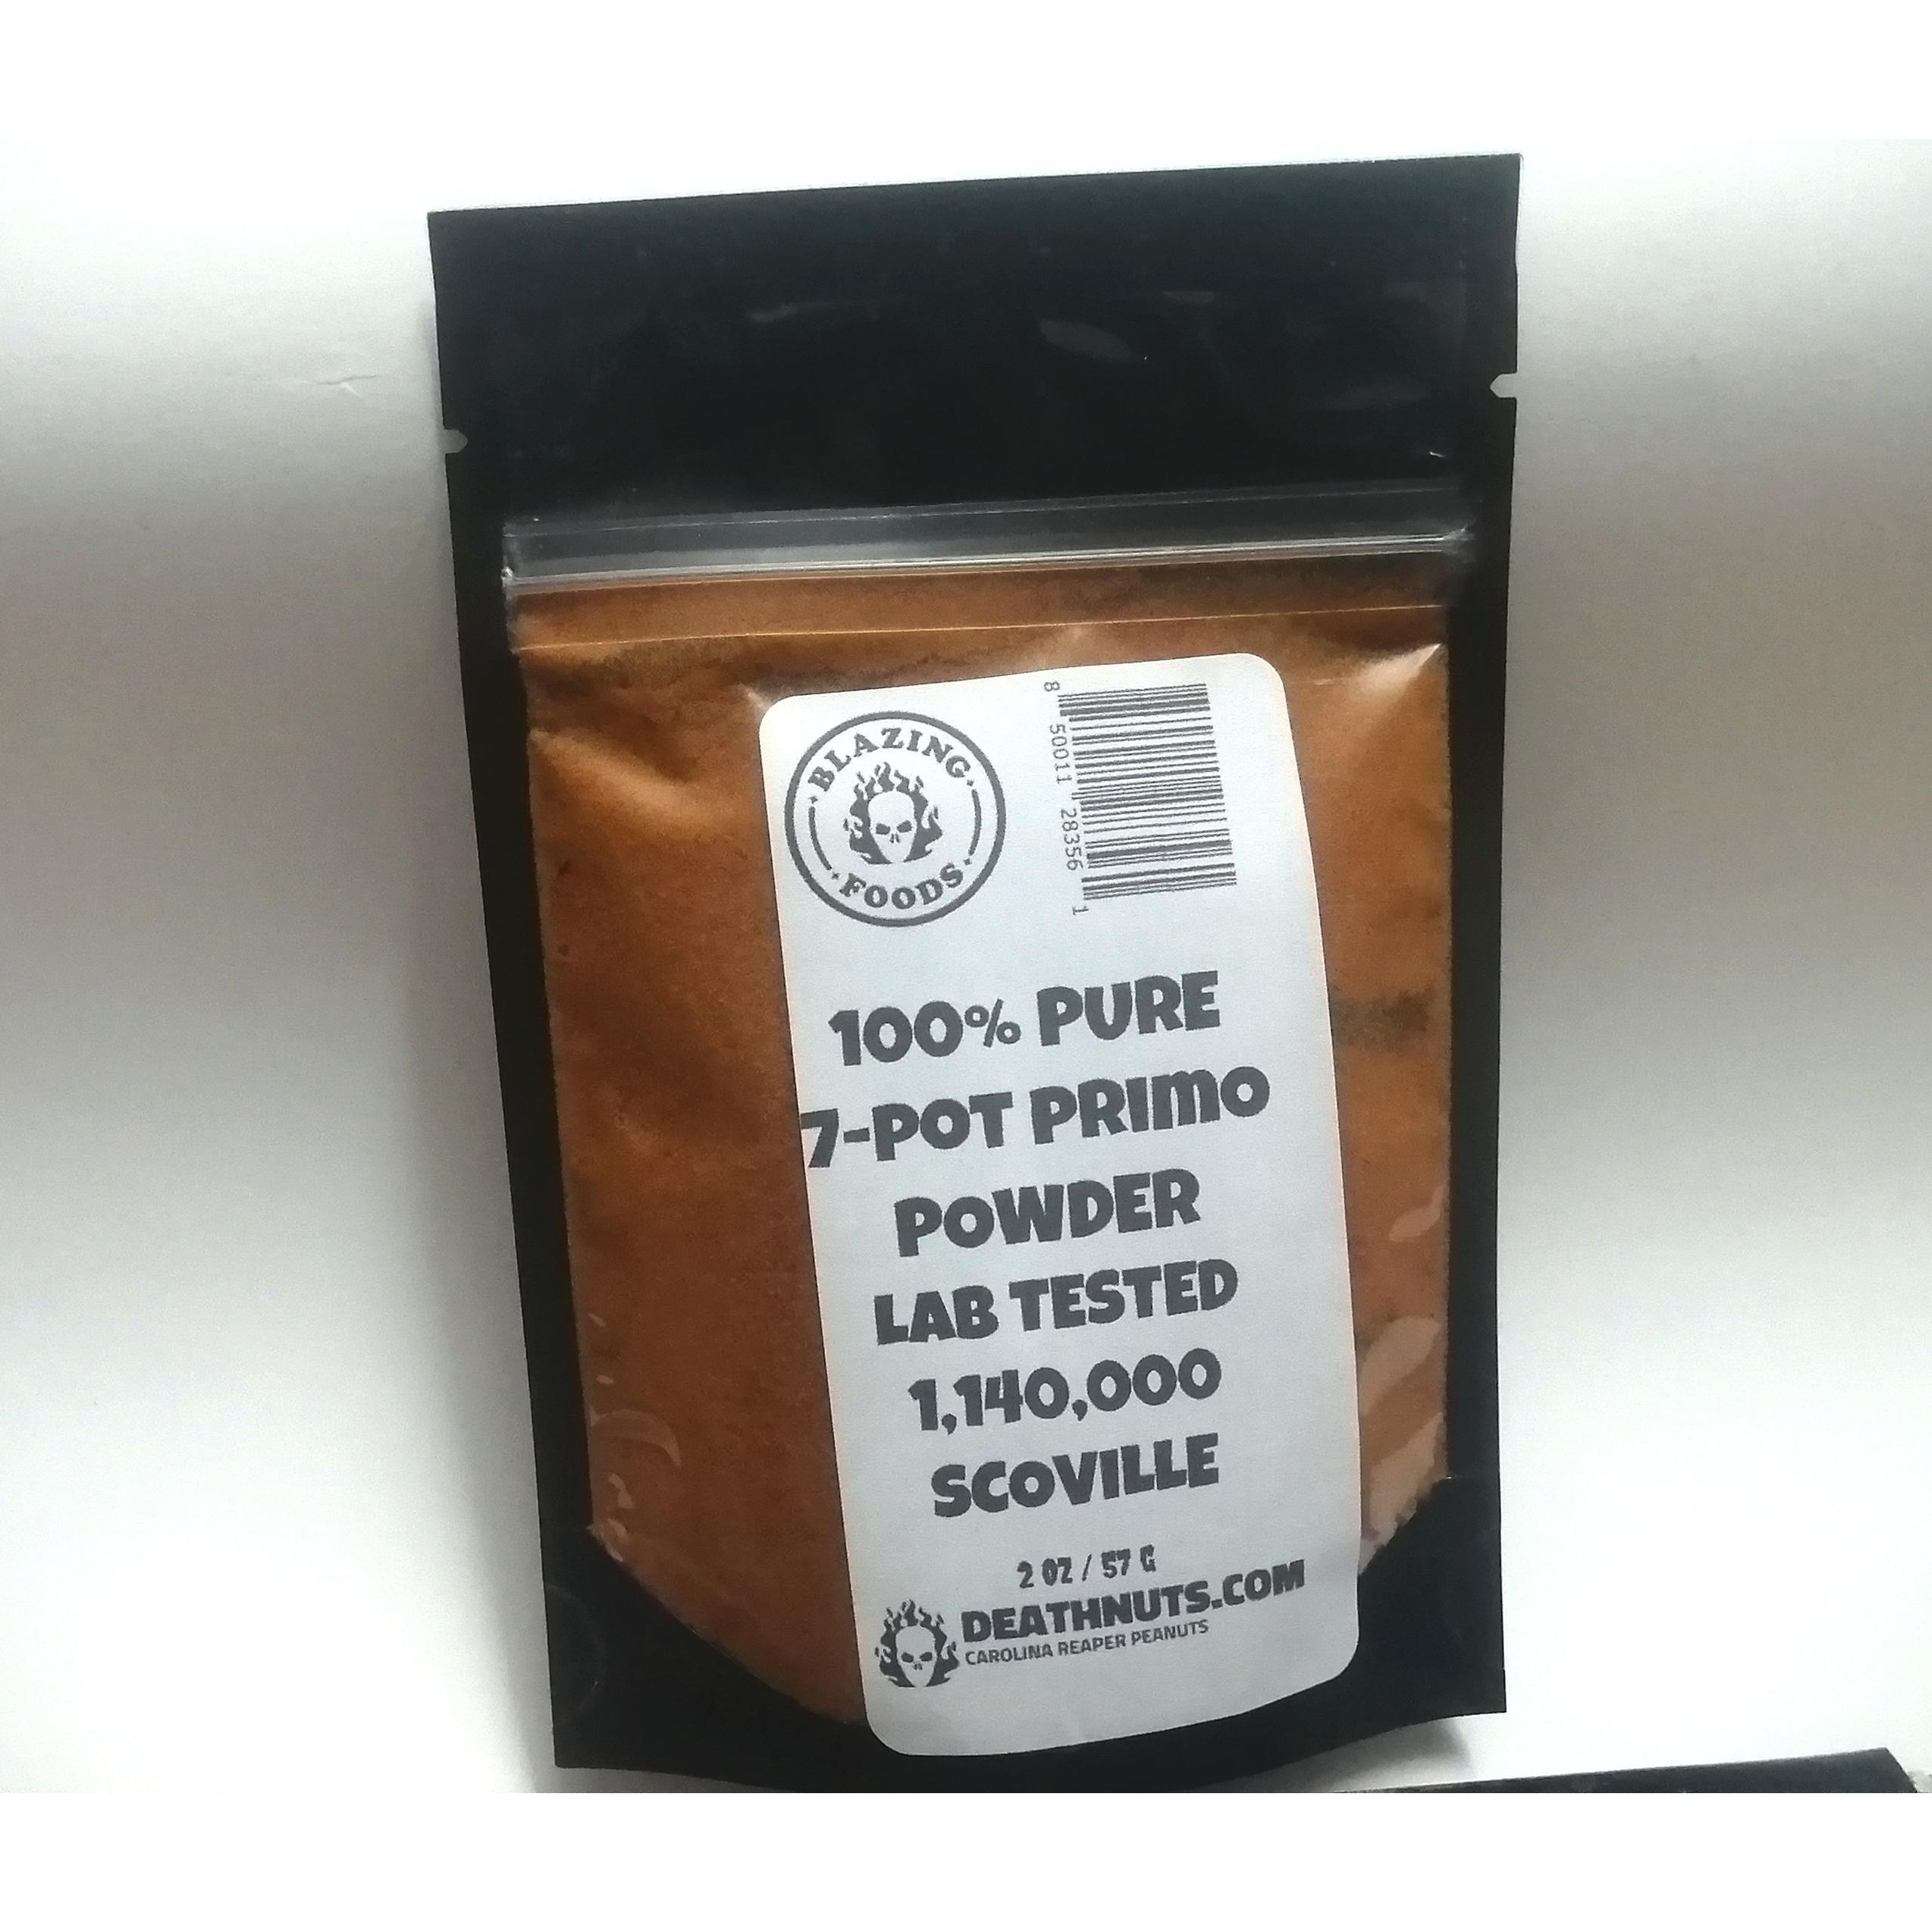 BLAZING
FOODS
8 50011 28356 1
100% PURE
7-POT PRIMO
POWDER
LAB TESTED
1,140,000
SCOVILLE
2 OZ / 57 G
DEATHNUTS.COM
CAROLINA REAPER PEANUTS